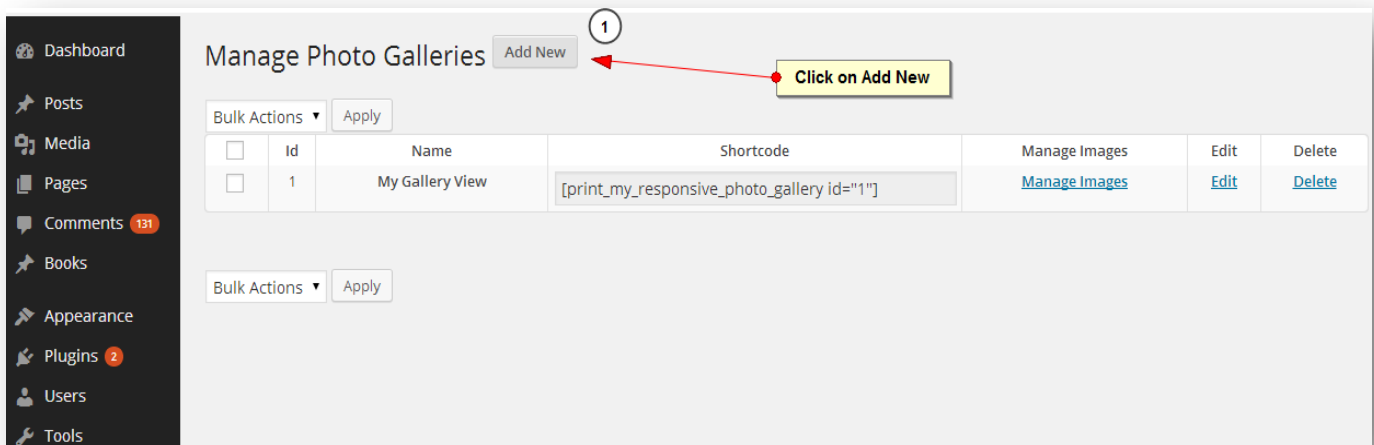 Dashboard
Posts
Media
Pages
Comments 131
Books
Appearance
Plugins 2
Users
Tools
Manage Photo Galleries Add New
1
Click on Add New
Bulk Actions Apply
Id Name Shortcode Manage Images Edit Delete
1 My Gallery View [print_my_responsive_photo_gallery id="1"] Manage Images Edit Delete
Bulk Actions Apply